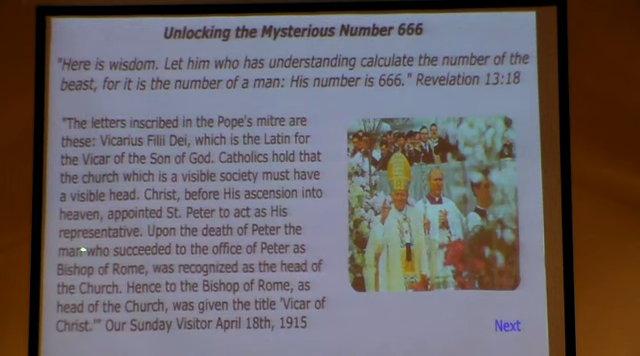 Unlocking the Mysterious Number 666
"Here is wisdom. Let him who has understanding calculate the number of the
beast, for it is the number of a man: His number is 666." Revelation 13:18
"The letters inscribed in the Pope's mitre are
these: Vicarius Filii Dei, which is the Latin for
the Vicar of the Son of God. Catholics hold that
the church which is a visible society must have
a visible head. Christ, before His ascension into
heaven, appointed St. Peter to act as His
representative. Upon the death of Peter the
man who succeeded to the office of Peter as
Bishop of Rome, was recognized as the head of
the Church. Hence to the Bishop of Rome, as
head of the Church, was given the title 'Vicar of
Christ.'" Our Sunday Visitor April 18th, 1915
Next